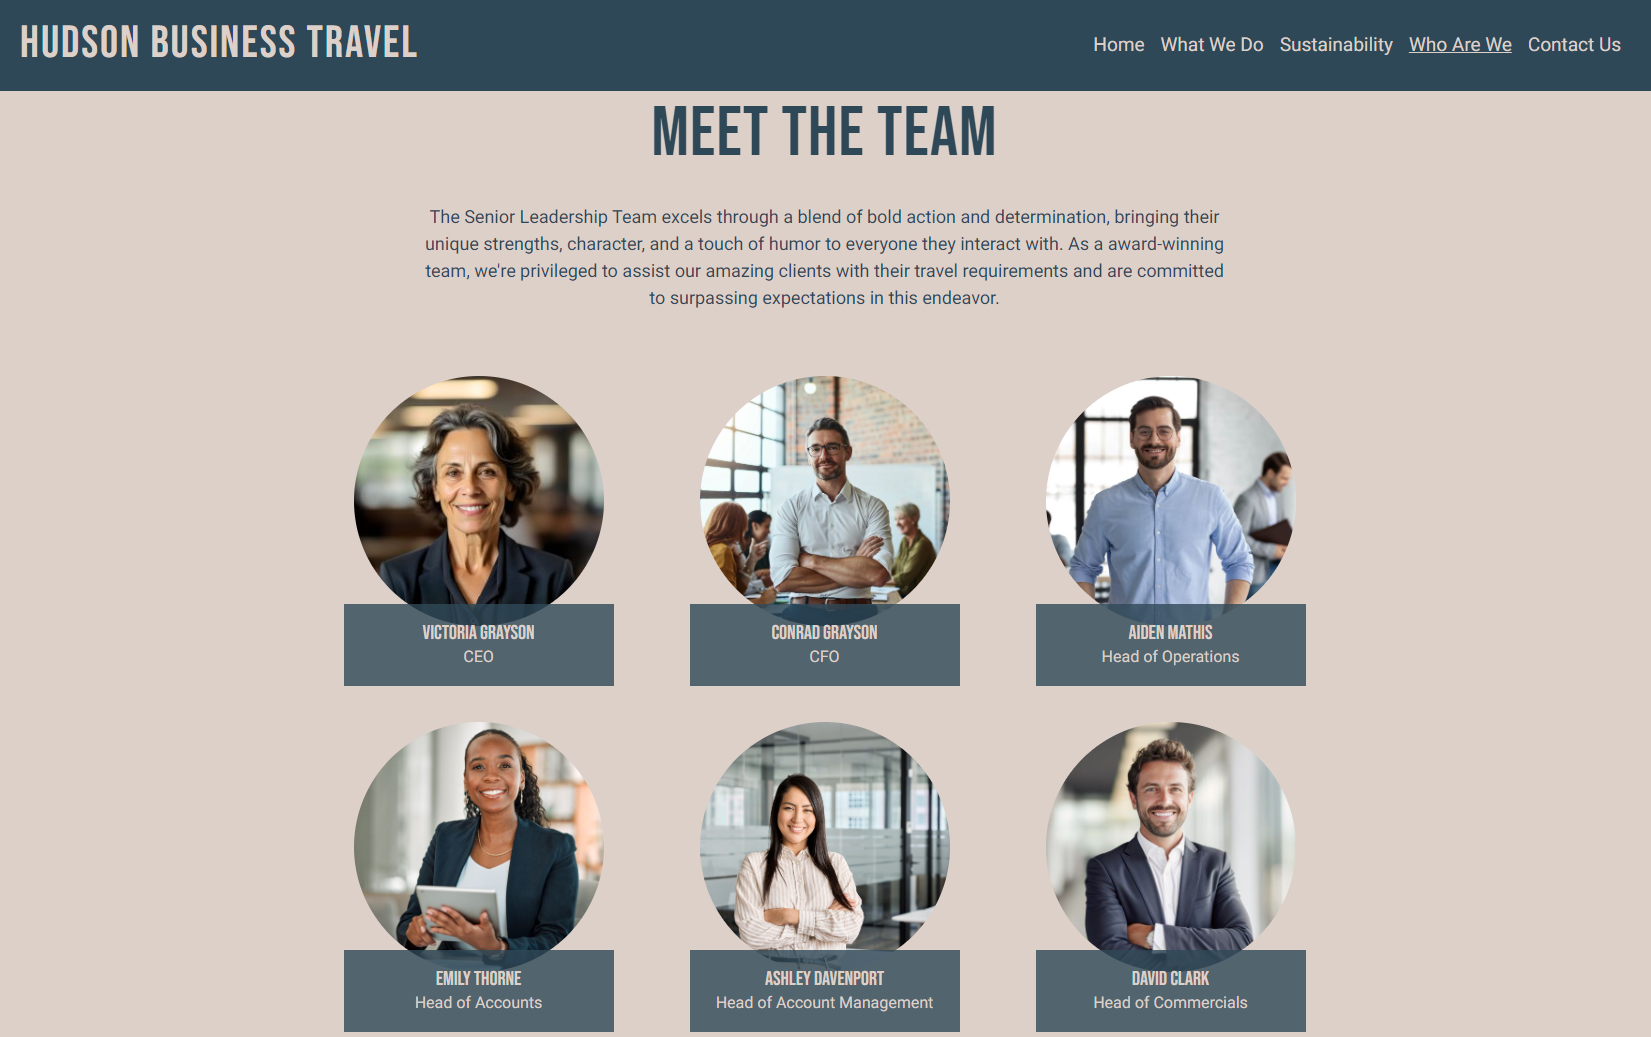 HUDSON BUSINESS TRAVEL
Home What We Do Sustainability Who Are We Contact Us
MEET THE TEAM
The Senior Leadership Team excels through a blend of bold action and determination, bringing their
unique strengths, character, and a touch of humor to everyone they interact with. As a award-winning
team, we're privileged to assist our amazing clients with their travel requirements and are committed
to surpassing expectations in this endeavor.
VICTORIA GRAYSON
CEO
CONRAD GRAYSON
CFO
AIDEN MATHIS
Head of Operations
EMILY THORNE
Head of Accounts
ASHLEY DAVENPORT
Head of Account Management
DAVID CLARK
Head of Commercials